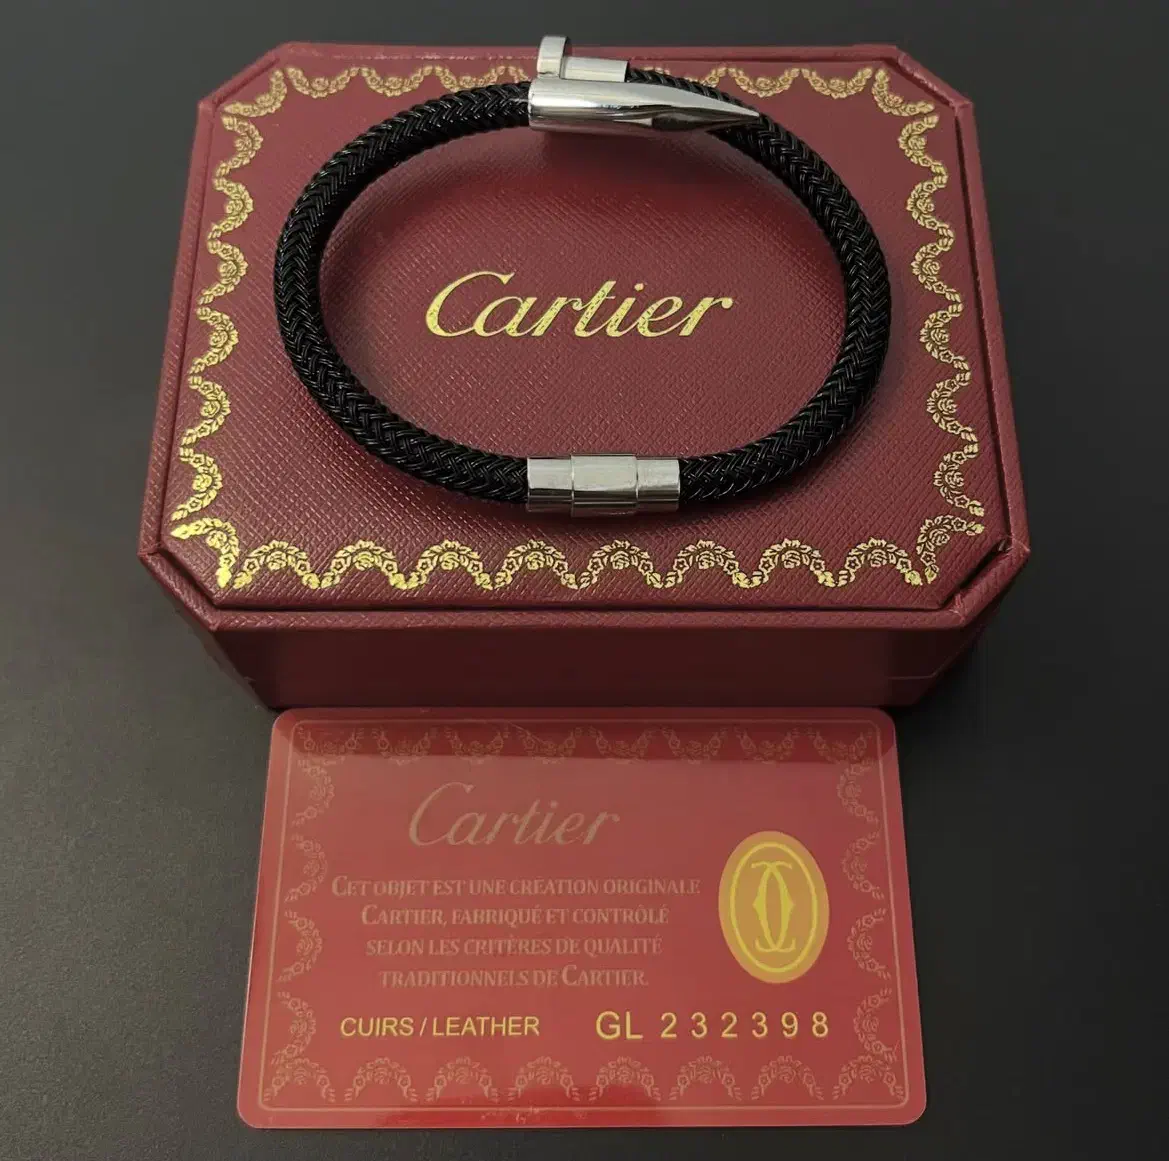 Cartier
Cartier
CET OBJET EST UNE CRÉATION ORIGINALE
CARTIER, FABRIQUÉ ET CONTRÔLÉ
SELON LES CRITÈRES DE QUALITÉ
TRADITIONNELS DE CARTIER.
CUIRS / LEATHER GL 232398